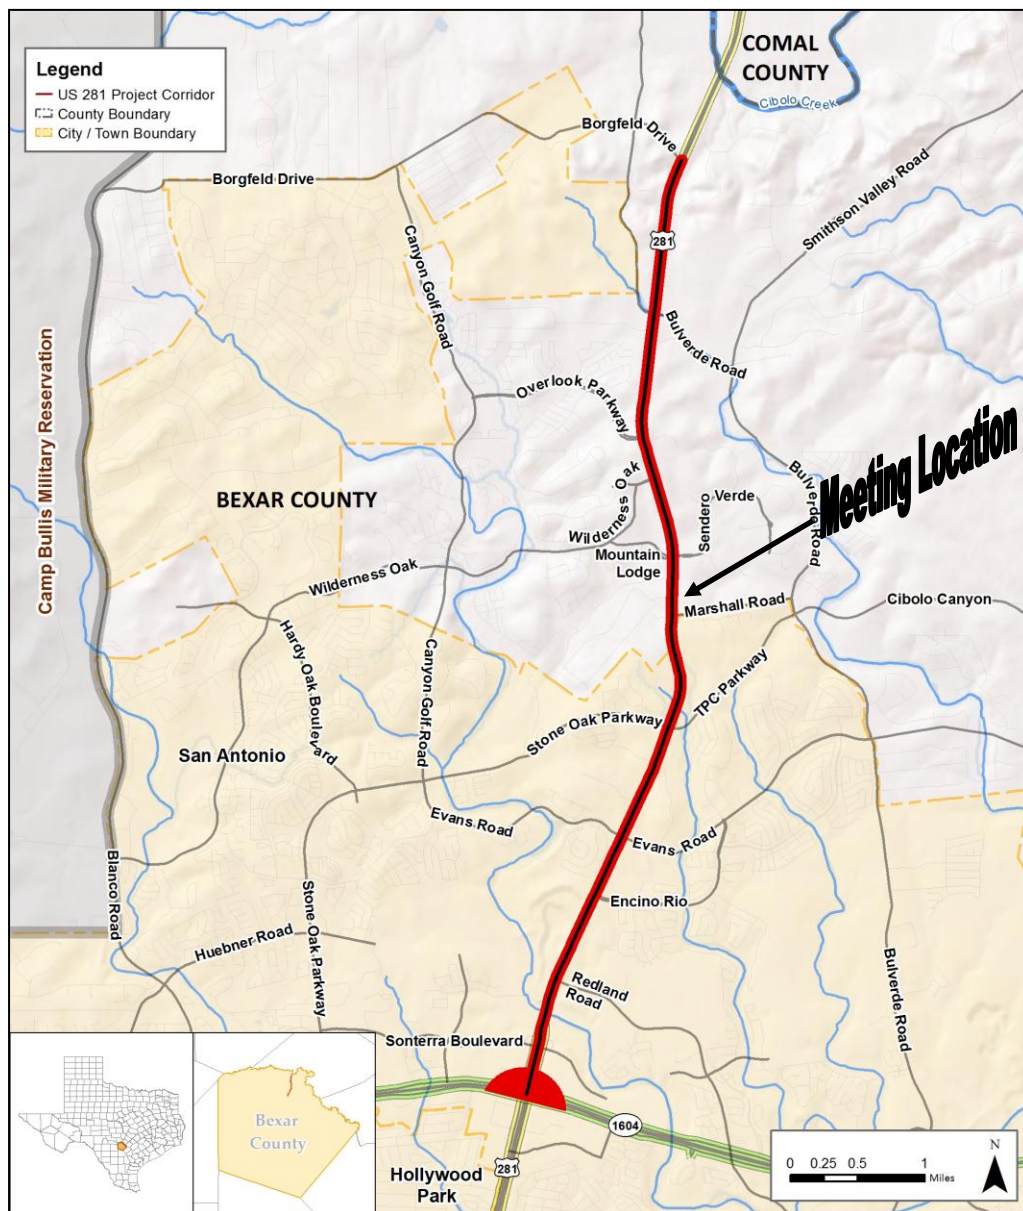 COMAL
COUNTY
Cibolo Creek
Legend
US 281 Project Corridor
County Boundary
City / Town Boundary
Borgfeld Drive
Borgfeld Drive
Smithson Valley Road
281
Canyon Golf Road
Bulverde Road
Overlook Parkway
Camp Bullis Military Reservation
Meeting Location
BEXAR COUNTY
Wilderness Oak
Sendero
Verde
Bulverde Road
Mountain
Lodge
Wilderness Oak
Marshall Road
Cibolo Canyon
Hardy Oak Boulevard
Canyon Golf Road
TPC Parkway
Stone Oak Parkway
San Antonio
Evans Road
Evans Road
Blanco Road
Encino Rio
Stone Oak Parkway
Huebner Road
Bulverde Road
Redland
Road
Sonterra Boulevard
Bexar
County
1604
281
Hollywood
Park
N
0 0.25 0.5 1
Miles